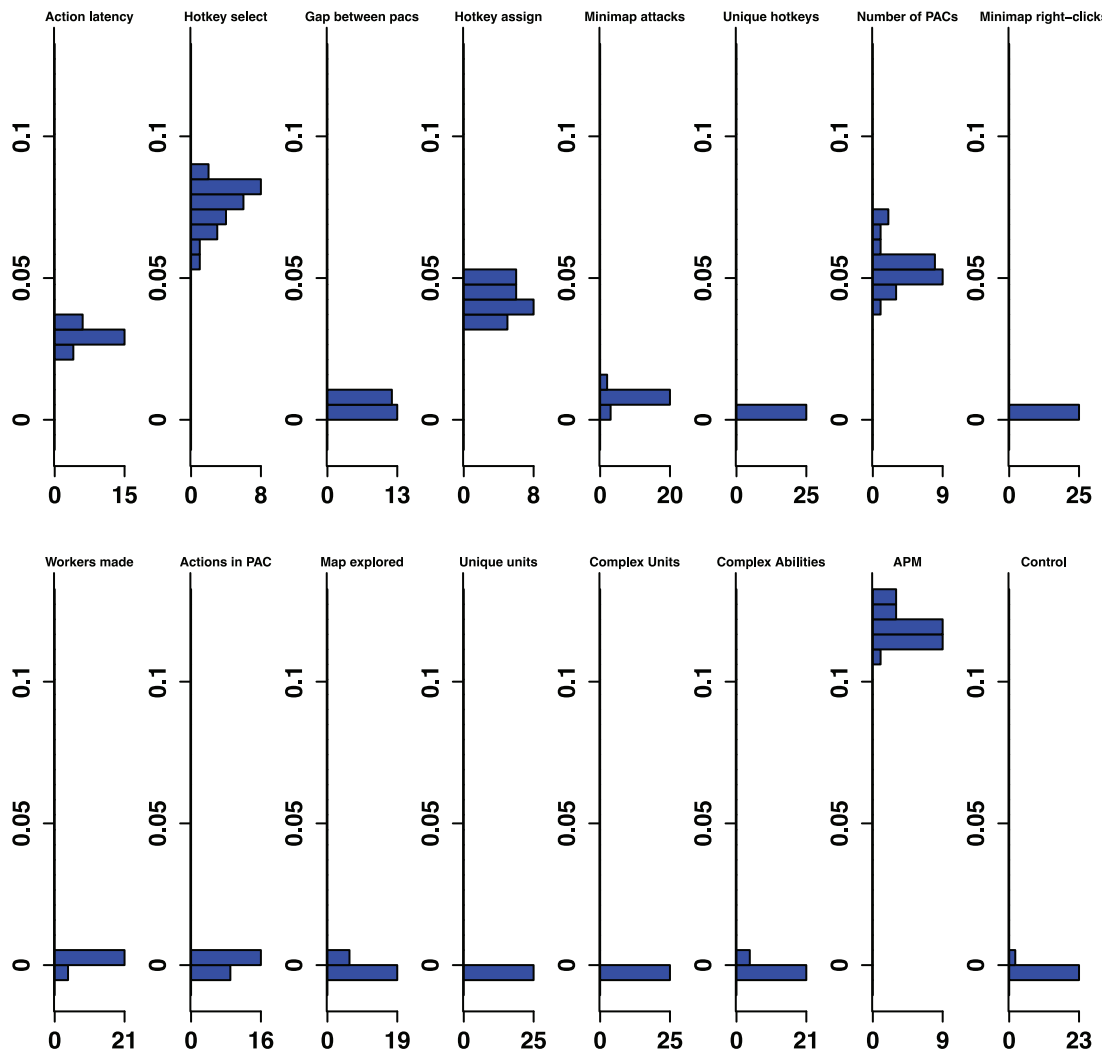 Action latency
Hotkey select
Gap between pacs
Hotkey assign
Minimap attacks
Unique hotkeys
Number of PACs
Minimap right−clicks
0.1 0.1 0.1 0.1 0.1 0.1 0.1 0.1
0.05 0.05 0.05 0.05 0.05 0.05 0.05 0.05
0 0 0 0 0 0 0 0
0 15 0 8 0 13 0 8 0 20 0 25 0 9 0 25
Workers made
Actions in PAC
Map explored
Unique units
Complex Units
Complex Abilities
APM
Control
0.1 0.1 0.1 0.1 0.1 0.1 0.1 0.1
0.05 0.05 0.05 0.05 0.05 0.05 0.05 0.05
0 0 0 0 0 0 0 0
0 21 0 16 0 19 0 25 0 25 0 21 0 9 0 23